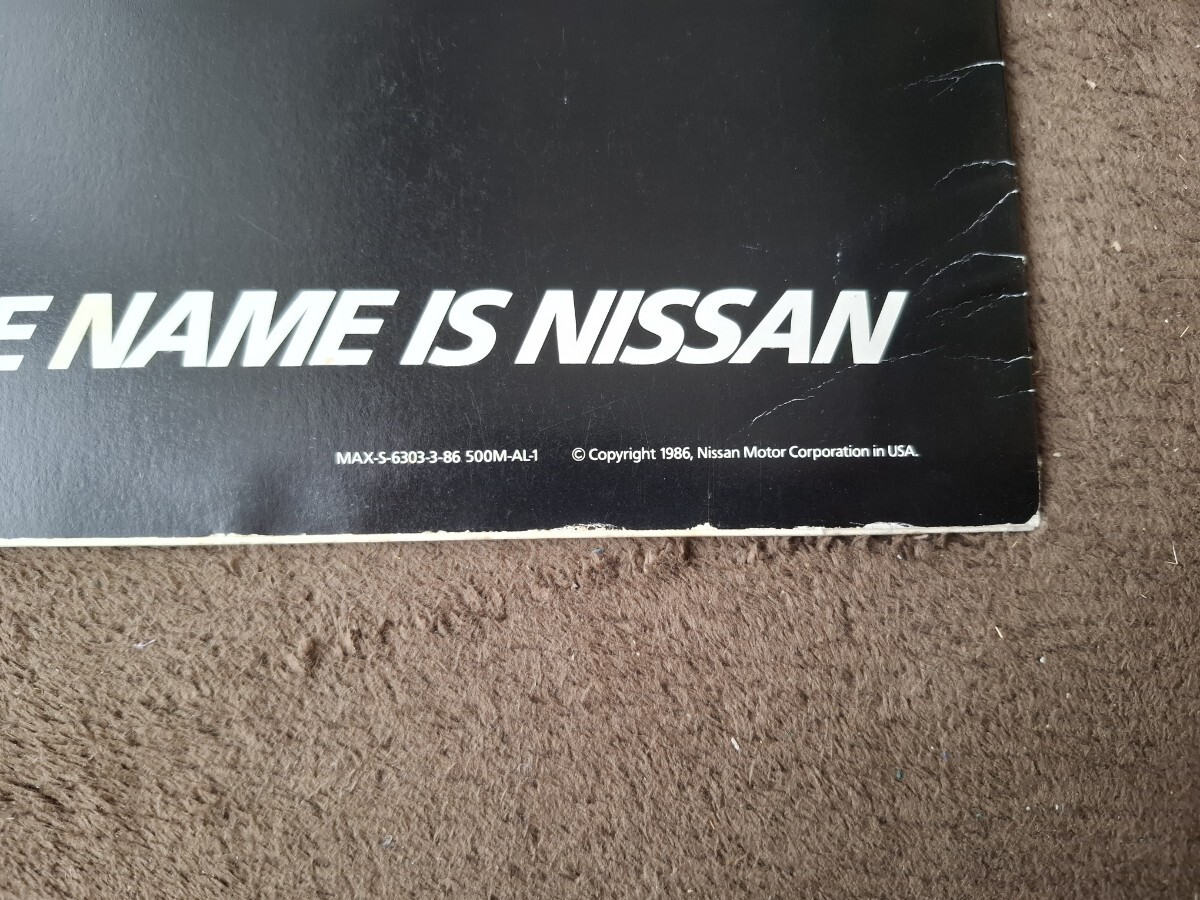 E NAME IS NISSAN
MAX-S-6303-3-86 500M-AL-1 © Copyright 1986, Nissan Motor Corporation in USA.